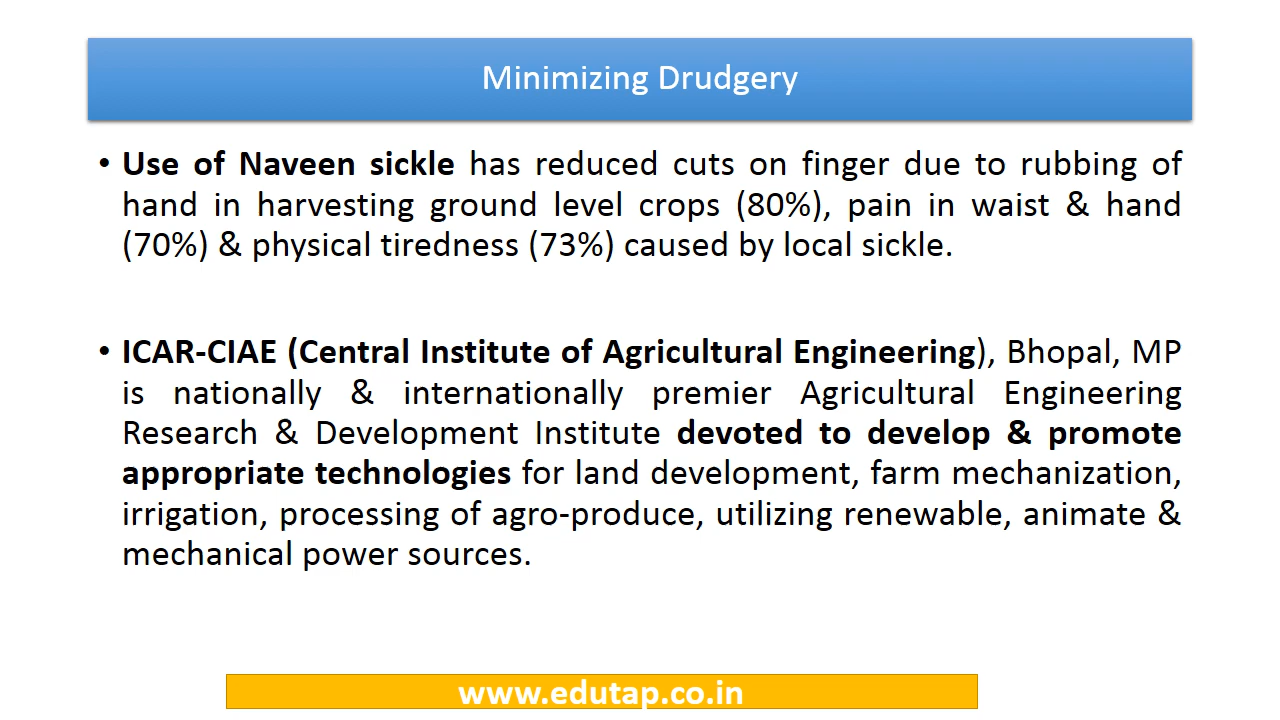 Minimizing Drudgery
• Use of Naveen sickle has reduced cuts on finger due to rubbing of
hand in harvesting ground level crops (80%), pain in waist & hand
(70%) & physical tiredness (73%) caused by local sickle.
• ICAR-CIAE (Central Institute of Agricultural Engineering), Bhopal, MP
is nationally & internationally premier Agricultural Engineering
Research & Development Institute devoted to develop & promote
appropriate technologies for land development, farm mechanization,
irrigation, processing of agro-produce, utilizing renewable, animate &
mechanical power sources.
www.edutap.co.in